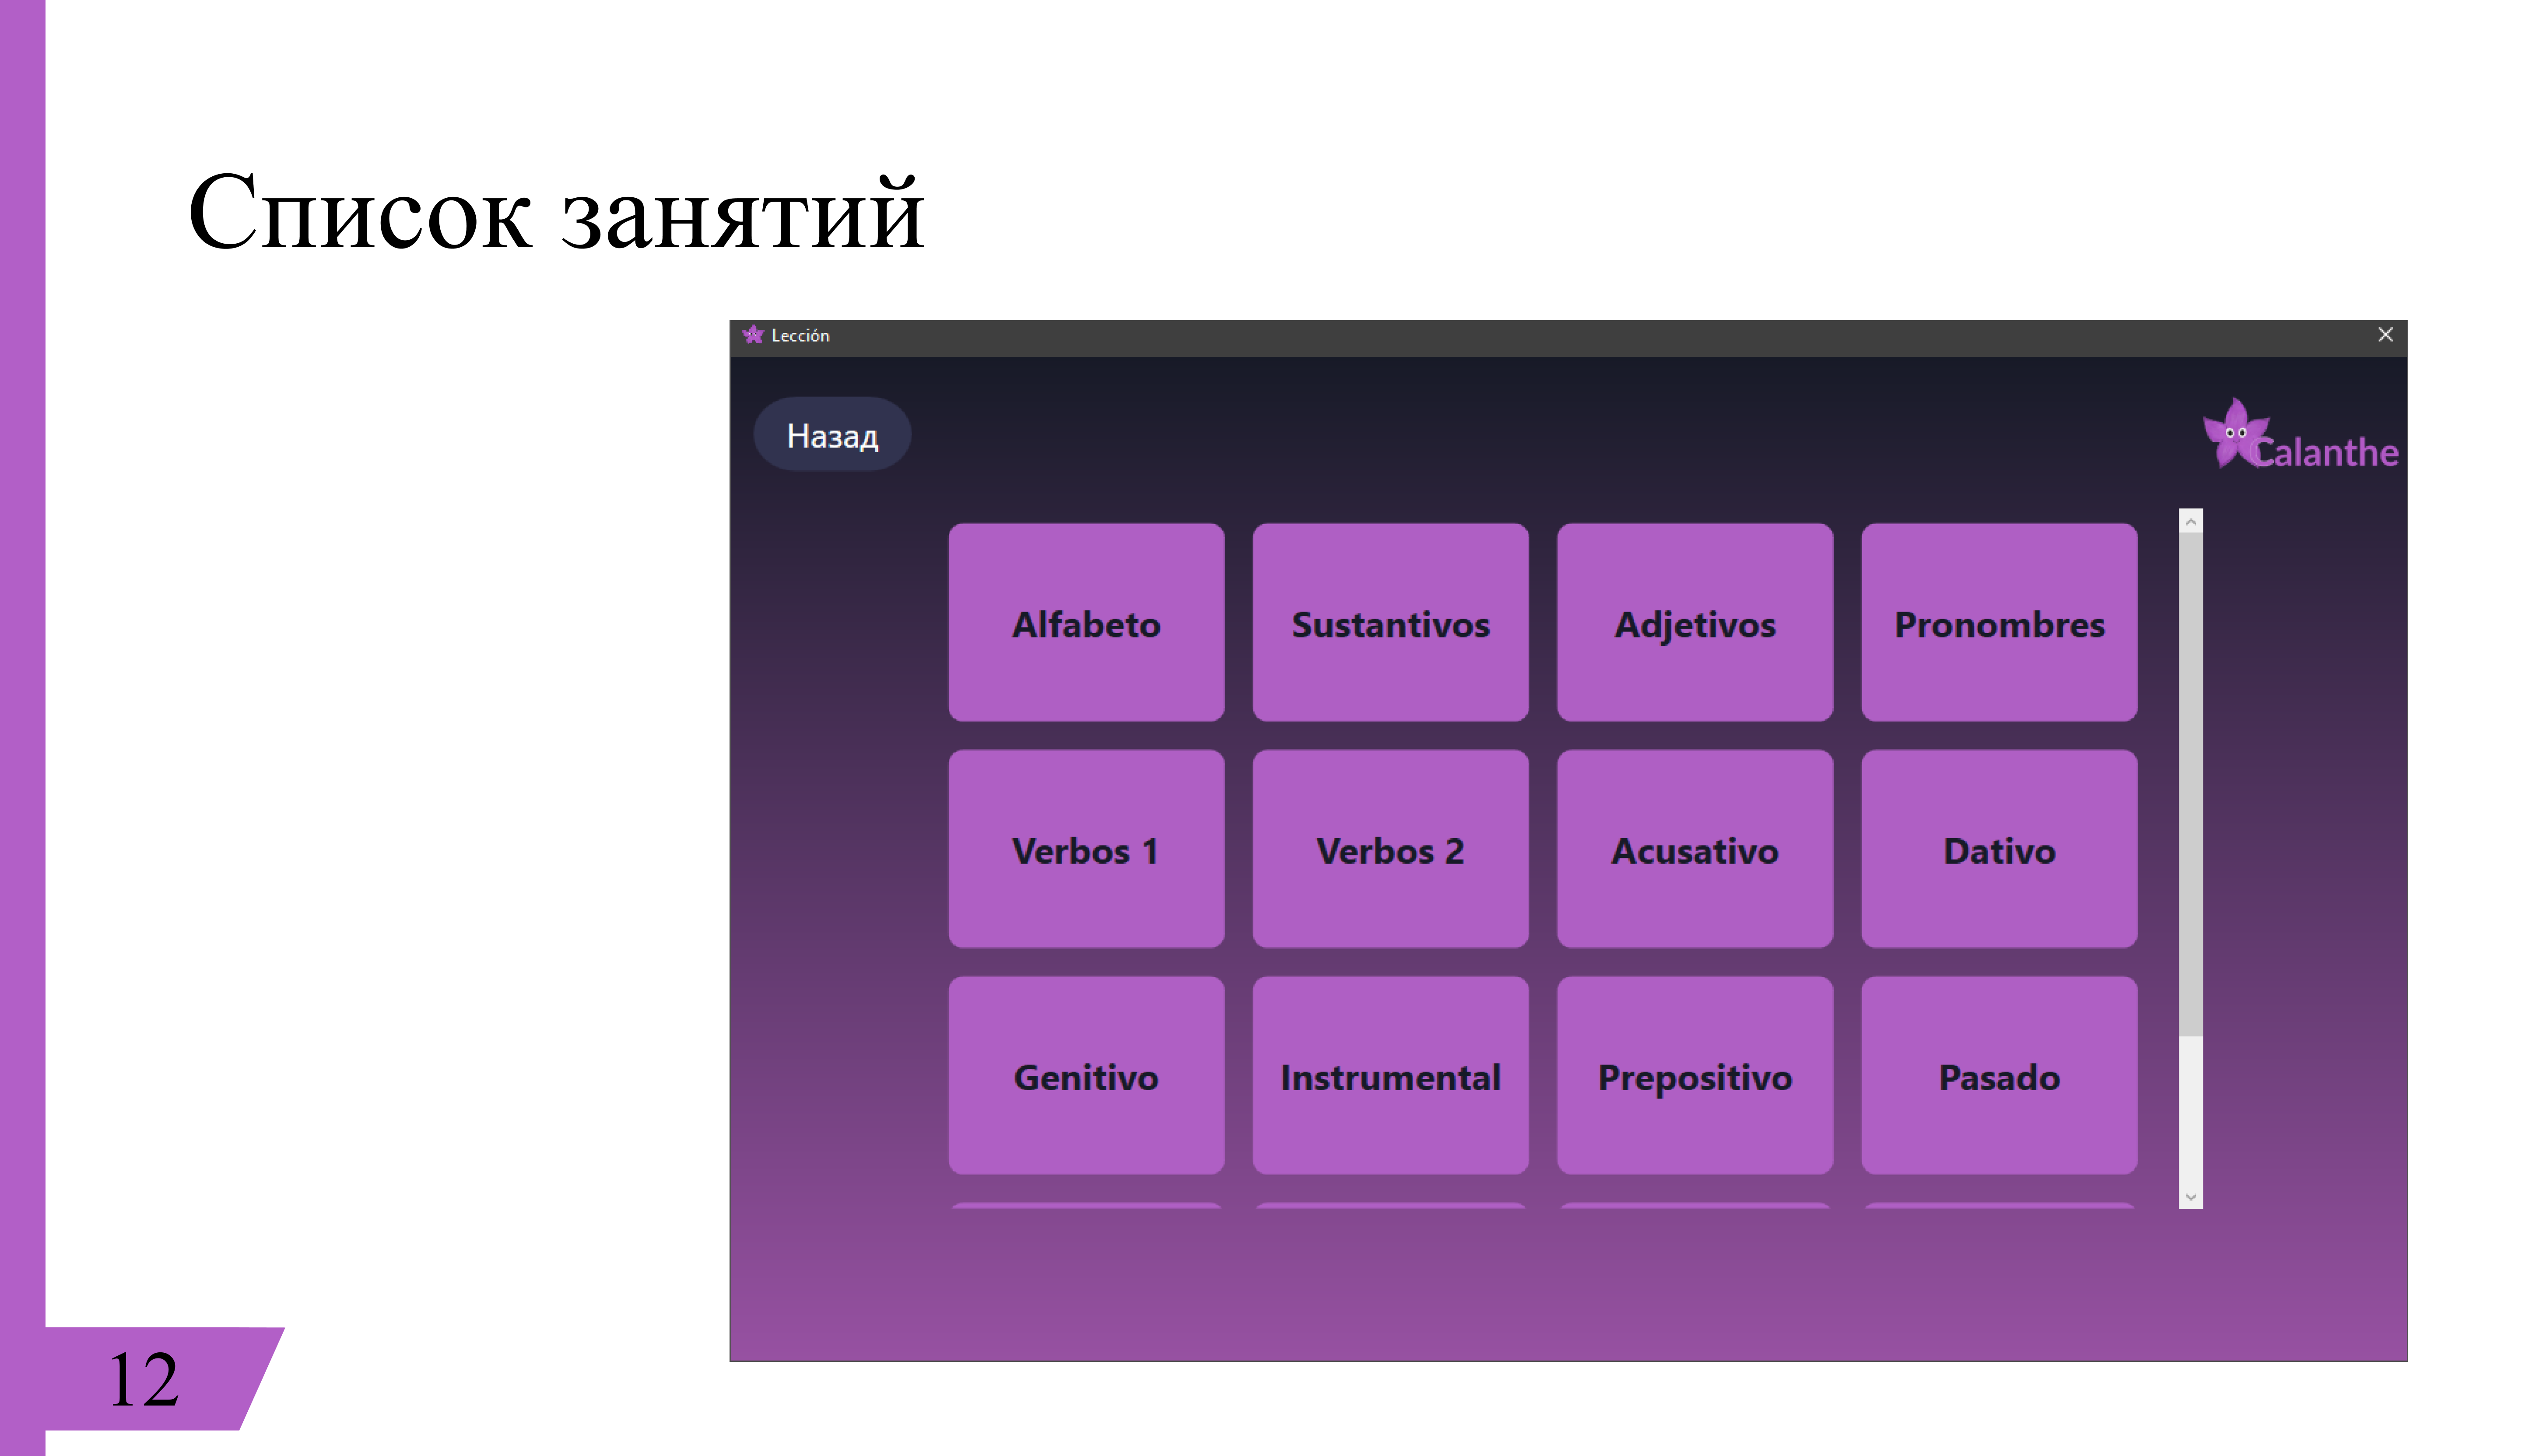 Список занятий
Lección
Назад
Calanthe
Alfabeto
Sustantivos
Adjetivos
Pronombres
Verbos 1
Verbos 2
Acusativo
Dativo
Genitivo
Instrumental
Prepositivo
Pasado
12